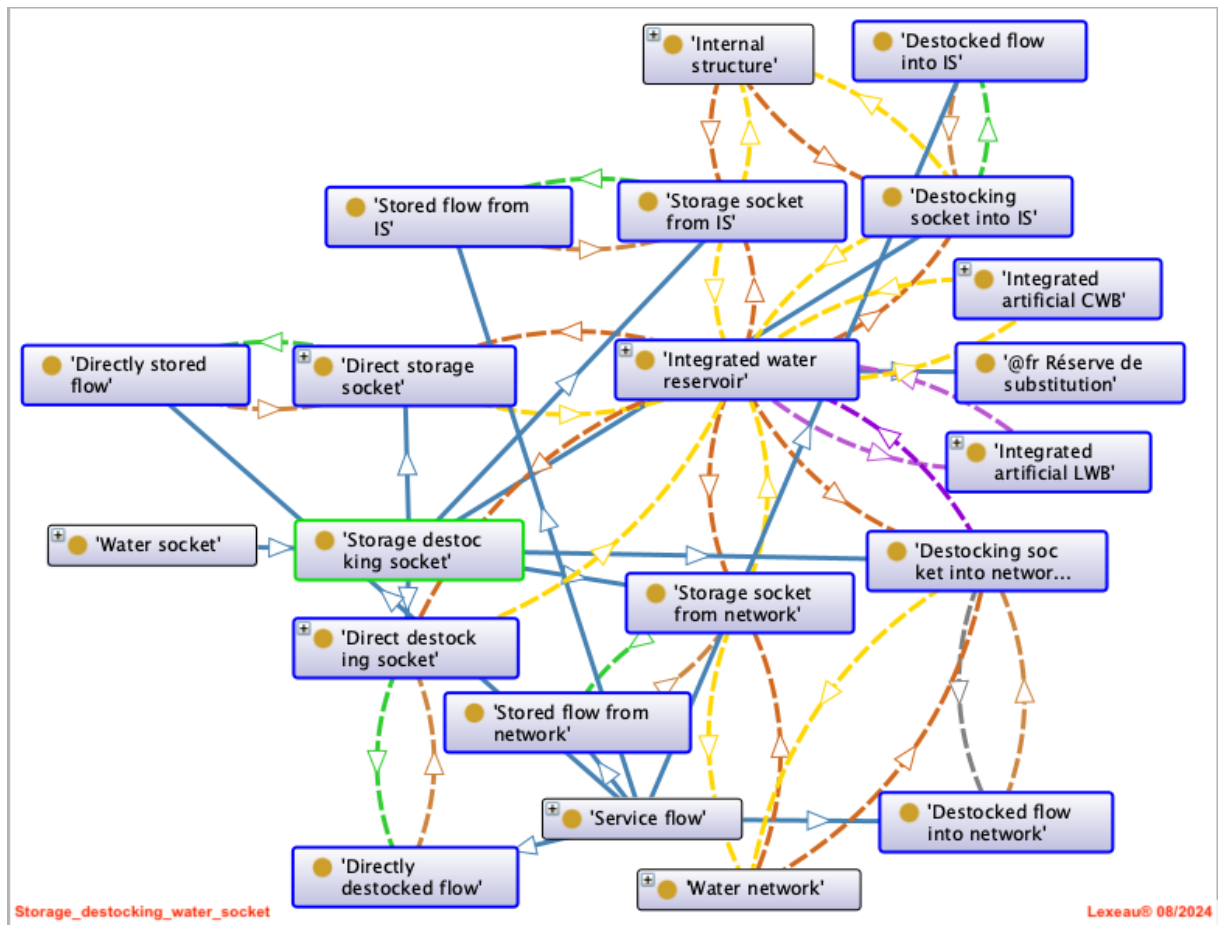 'Internal
structure'
'Destocked flow
into IS'
'Stored flow from
IS'
'Storage socket
from IS'
'Destocking
socket into IS'
'Integrated
artificial CWB'
'Directly stored
flow'
'Direct storage
socket'
'Integrated water
reservoir'
'@fr Réserve de
substitution'
'Integrated
artificial LWB'
'Water socket'
'Storage destoc
king socket'
'Destocking soc
ket into networ...
'Storage socket
from network'
'Direct destock
ing socket'
'Stored flow from
network'
'Service flow'
'Destocked flow
into network'
'Directly
destocked flow'
'Water network'
Storage_destocking_water_socket
Lexeau® 08/2024